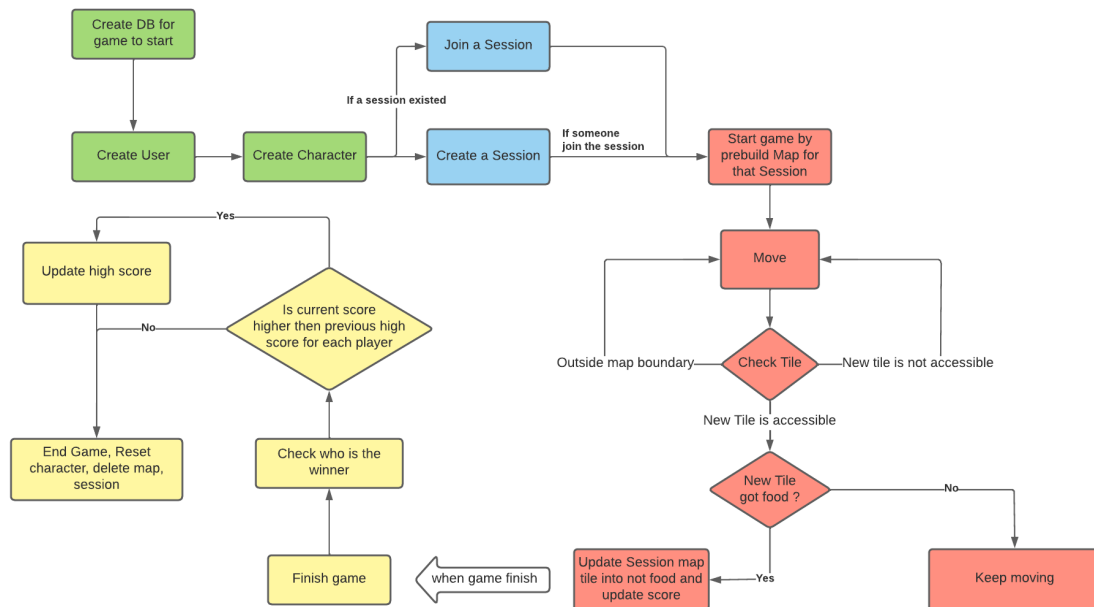 Create DB for
game to start
Join a Session
If a session existed
Create User
Create Character
Create a Session
If someone
join the session
Start game by
prebuild Map for
that Session
Yes
Update high score
Move
Is current score
higher then previous high
score for each player
No
Outside map boundary
Check Tile
New tile is not accessible
New Tile is accessible
End Game, Reset
character, delete map,
session
Check who is the
winner
New Tile
got food ?
No
Finish game
when game finish
Update Session map
tile into not food and
update score
Yes
Keep moving